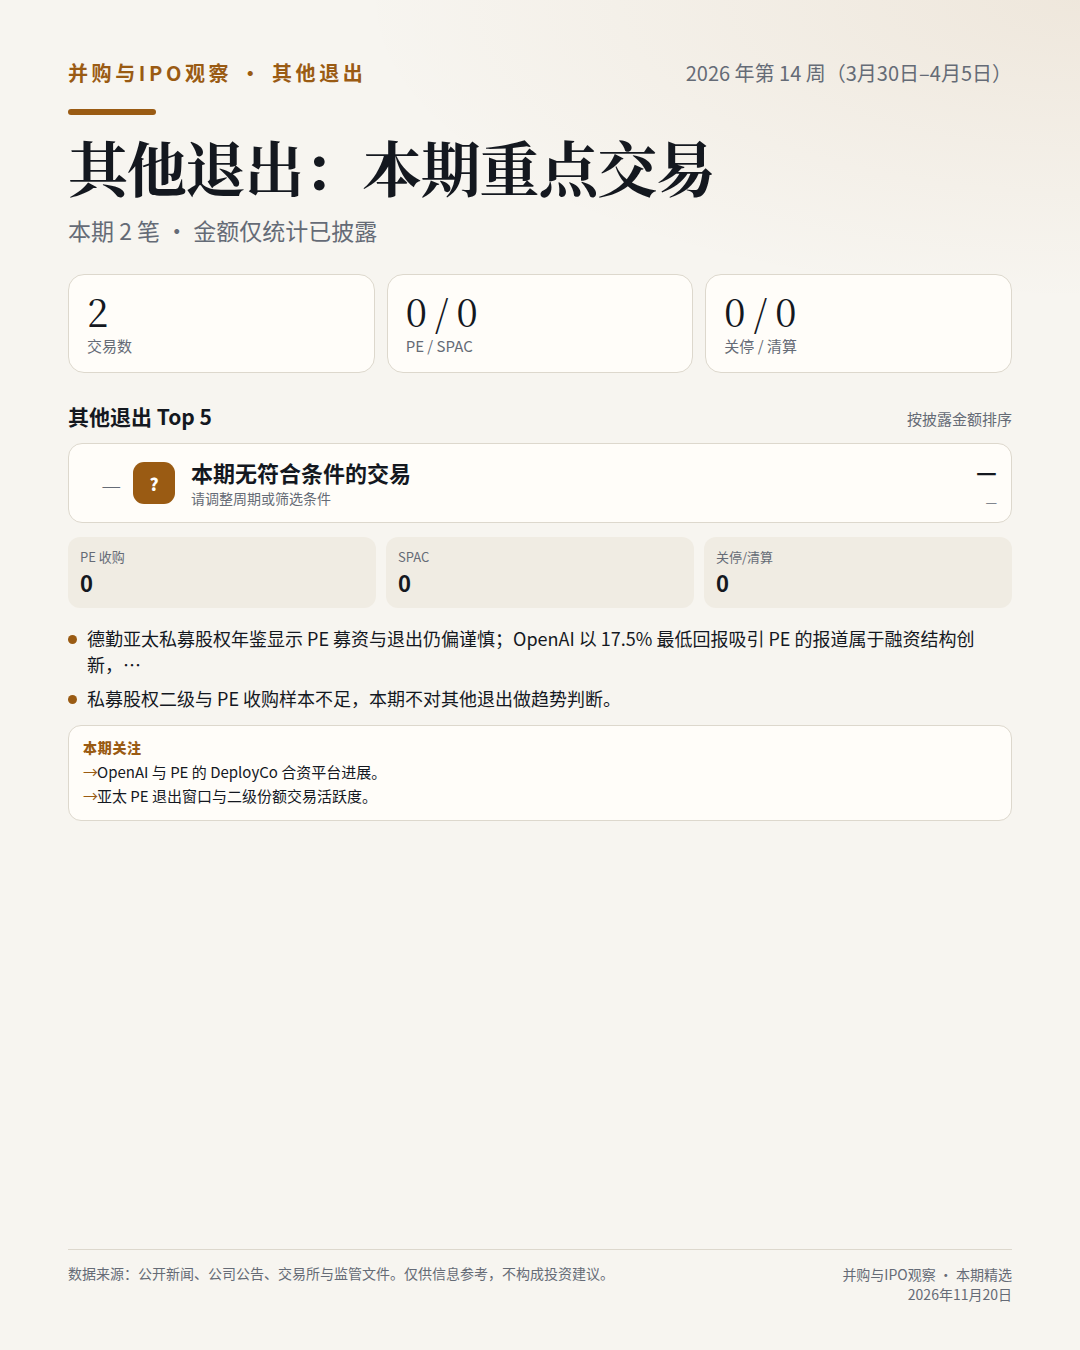 并购与IPO观察 · 其他退出
2026 年第 14 周（3月30日–4月5日）
其他退出：本期重点交易
本期 2 笔 · 金额仅统计已披露
2
交易数
0 / 0
PE / SPAC
0 / 0
关停 / 清算
其他退出 Top 5
按披露金额排序
—
?
本期无符合条件的交易
请调整周期或筛选条件
—
—
PE 收购
0
SPAC
0
关停/清算
0
德勤亚太私募股权年鉴显示 PE 募资与退出仍偏谨慎；OpenAI 以 17.5% 最低回报吸引 PE 的报道属于融资结构创
新，…
私募股权二级与 PE 收购样本不足，本期不对其他退出做趋势判断。
本期关注
→OpenAI 与 PE 的 DeployCo 合资平台进展。
→亚太 PE 退出窗口与二级份额交易活跃度。
数据来源：公开新闻、公司公告、交易所与监管文件。仅供信息参考，不构成投资建议。
并购与IPO观察 · 本期精选
2026年11月20日